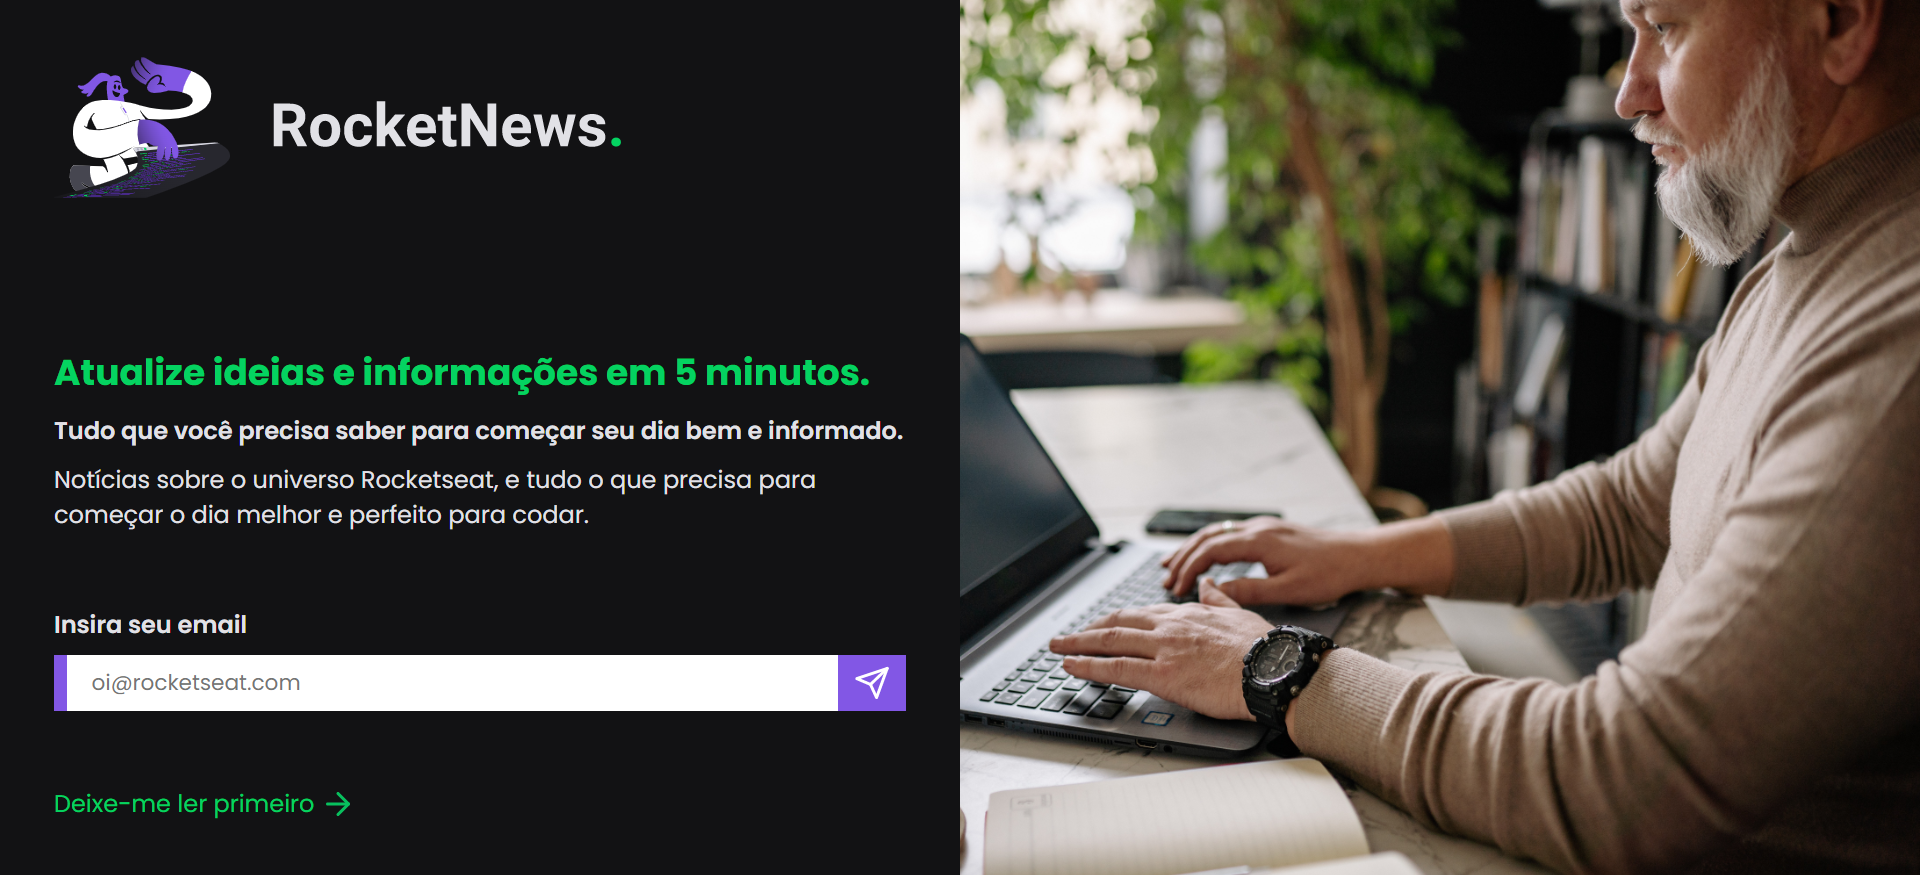 RocketNews.
Atualize ideias e informações em 5 minutos.
Tudo que você precisa saber para começar seu dia bem e informado.
Notícias sobre o universo Rocketseat, e tudo o que precisa para
começar o dia melhor e perfeito para codar.
Insira seu email
oi@rocketseat.com
Deixe-me ler primeiro